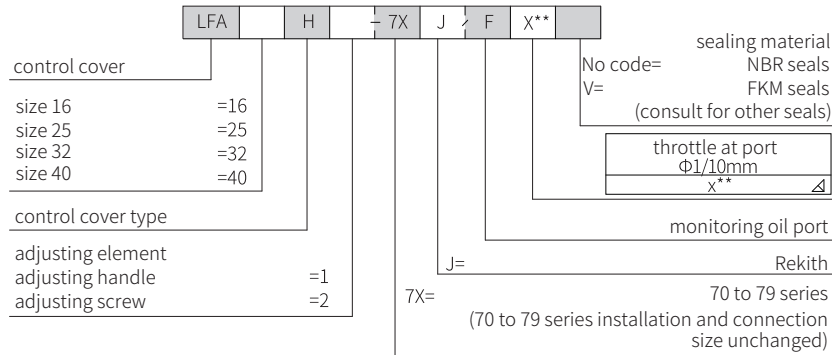 LFA H - 7X J / F X**
sealing material
No code= NBR seals
V= FKM seals
(consult for other seals)
throttle at port
Φ1/10mm
x**
monitoring oil port
J= Rekith
7X= 70 to 79 series
(70 to 79 series installation and connection
size unchanged)
control cover
size 16 =16
size 25 =25
size 32 =32
size 40 =40
control cover type
adjusting element
adjusting handle =1
adjusting screw =2